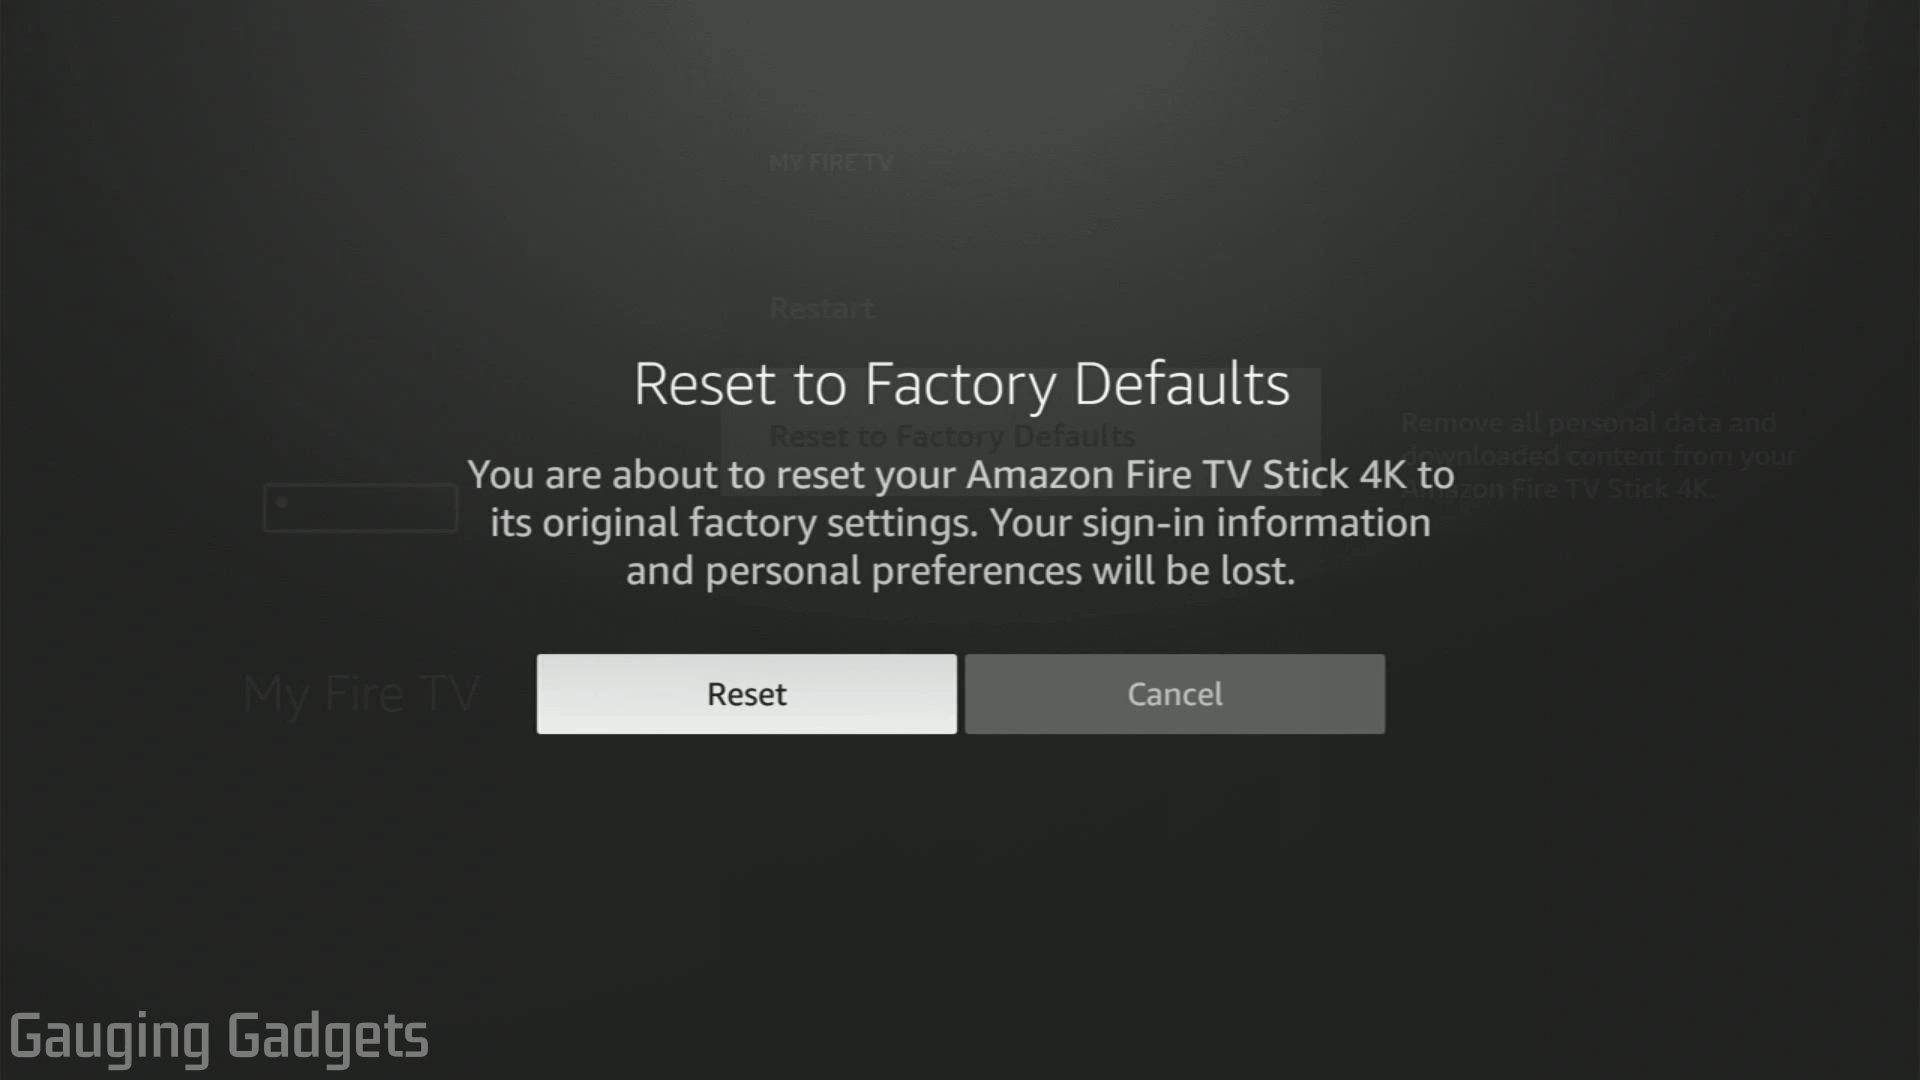 MY FIRE TV
Restart
Reset to Factory Defaults
Reset to Factory Defaults
Remove all personal data and
downloaded content from your
Amazon Fire TV Stick 4K.
You are about to reset your Amazon Fire TV Stick 4K to
its original factory settings. Your sign-in information
and personal preferences will be lost.
My Fire TV
Reset
Cancel
Gauging Gadgets